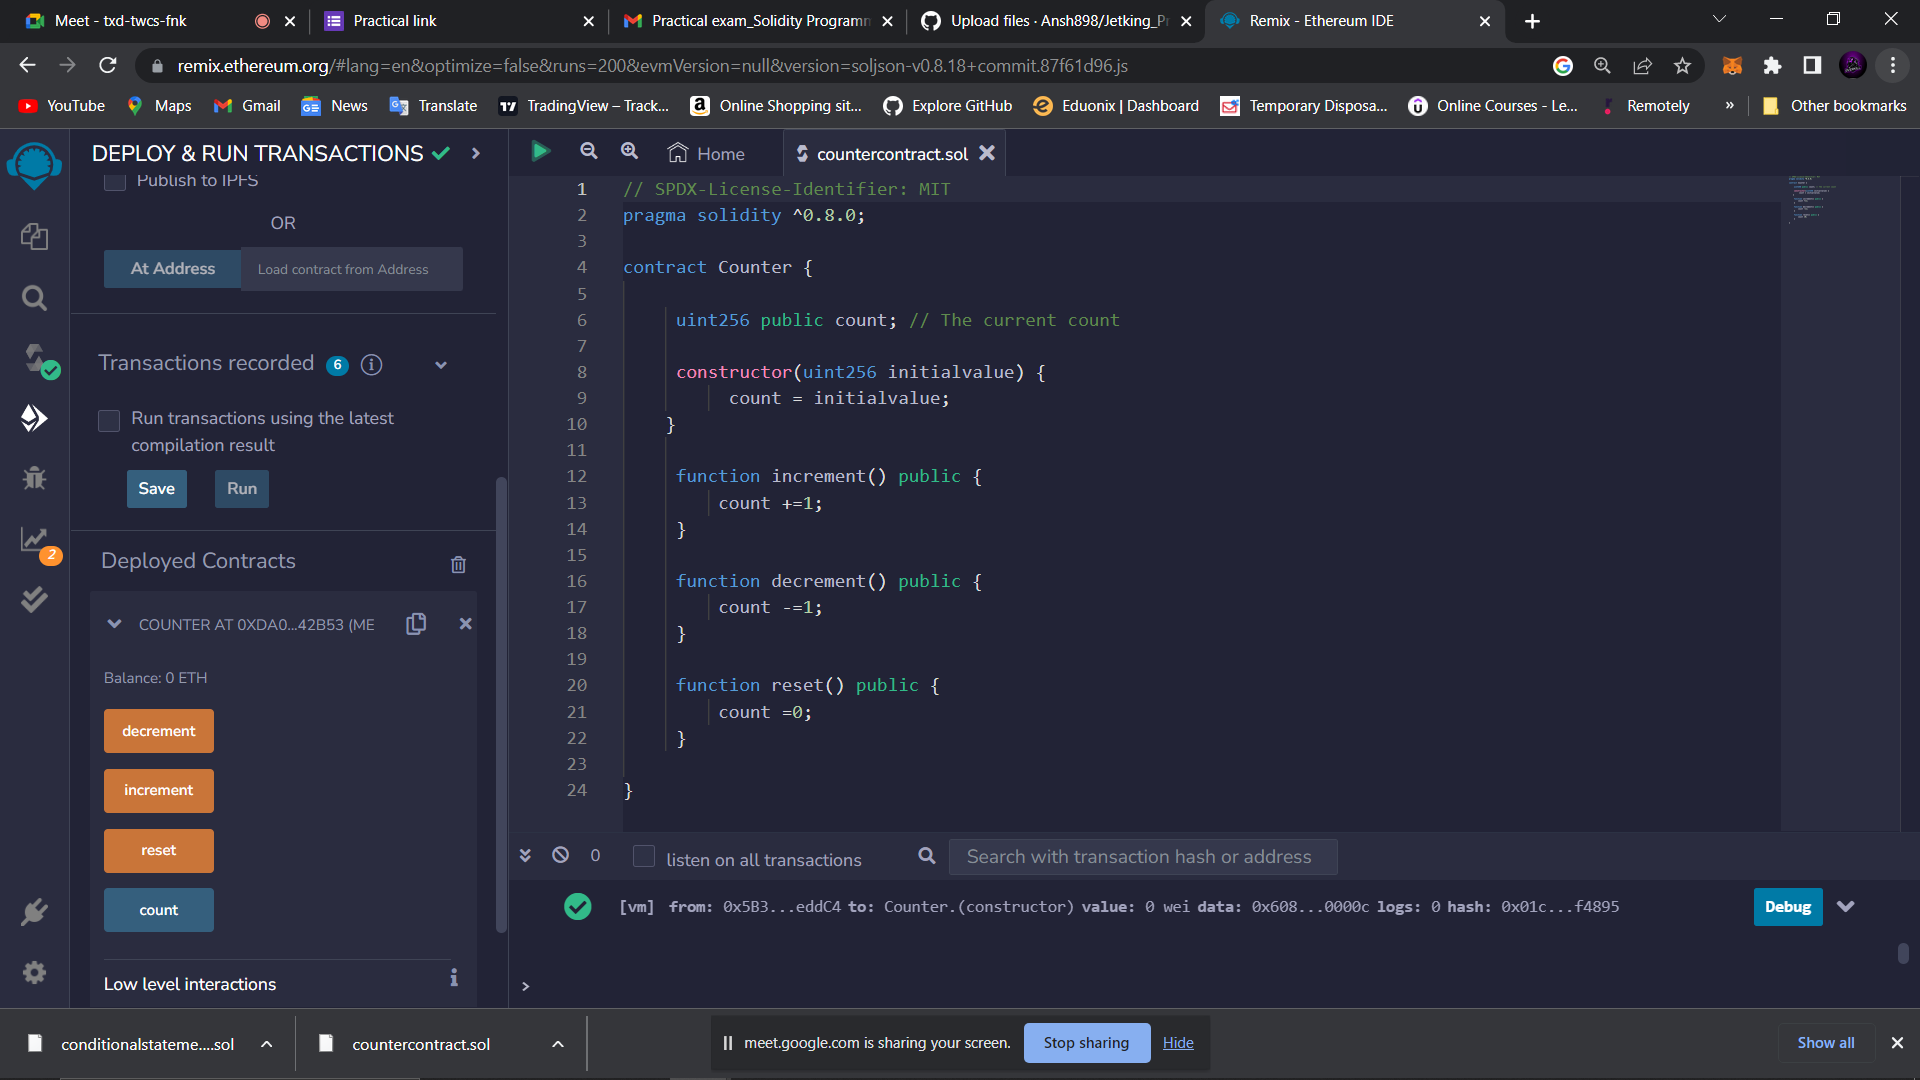 Meet - txd-twcs-fnk
Practical link
Practical exam_Solidity Programm
Upload files · Ansh898/Jetking_Pr
Remix - Ethereum IDE
remix.ethereum.org/#lang=en&optimize=false&runs=200&evmVersion=null&version=soljson-v0.8.18+commit.87f61d96.js
YouTube Maps Gmail News Translate TradingView – Track... Online Shopping sit... Explore GitHub Eduonix | Dashboard Temporary Disposa... Online Courses - Le... Remotely » Other bookmarks
DEPLOY & RUN TRANSACTIONS
Publish to IPFS
OR
At Address Load contract from Address
Transactions recorded 6
Run transactions using the latest
compilation result
Save Run
2
Deployed Contracts
COUNTER AT 0XDA0...42B53 (ME
Balance: 0 ETH
decrement
increment
reset
count
Low level interactions
Home countercontract.sol
1 // SPDX-License-Identifier: MIT
2 pragma solidity ^0.8.0;
3
4 contract Counter {
5
6 uint256 public count; // The current count
7
8 constructor(uint256 initialvalue) {
9 count = initialvalue;
10 }
11
12 function increment() public {
13 count +=1;
14 }
15
16 function decrement() public {
17 count -=1;
18 }
19
20 function reset() public {
21 count =0;
22 }
23
24 }
0 listen on all transactions Search with transaction hash or address
[vm] from: 0x5B3...eddC4 to: Counter.(constructor) value: 0 wei data: 0x608...0000c logs: 0 hash: 0x01c...f4895 Debug
>
conditionalstateme....sol countercontract.sol meet.google.com is sharing your screen. Stop sharing Hide Show all